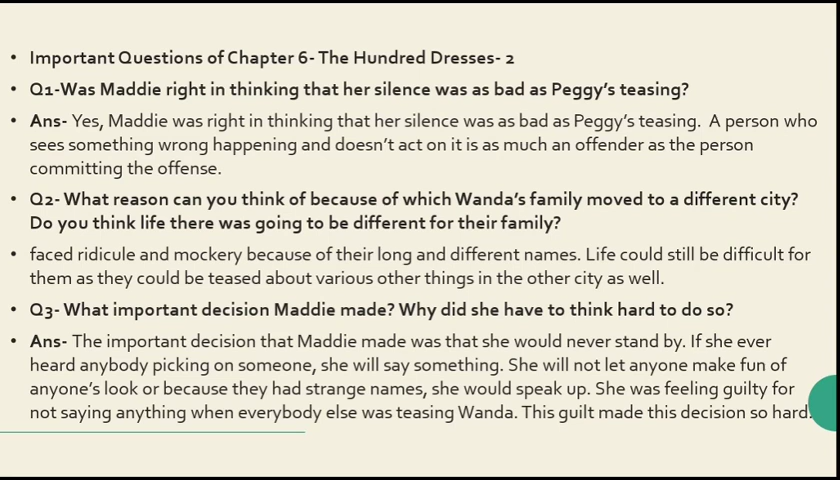 • Important Questions of Chapter 6- The Hundred Dresses- 2
• Q1-Was Maddie right in thinking that her silence was as bad as Peggy's teasing?
• Ans- Yes, Maddie was right in thinking that her silence was as bad as Peggy's teasing. A person who
sees something wrong happening and doesn't act on it is as much an offender as the person
committing the offense.
• Q2- What reason can you think of because of which Wanda's family moved to a different city?
Do you think life there was going to be different for their family?
• faced ridicule and mockery because of their long and different names. Life could still be difficult for
them as they could be teased about various other things in the other city as well.
• Q3- What important decision Maddie made? Why did she have to think hard to do so?
• Ans- The important decision that Maddie made was that she would never stand by. If she ever
heard anybody picking on someone, she will say something. She will not let anyone make fun of
anyone's look or because they had strange names, she would speak up. She was feeling guilty for
not saying anything when everybody else was teasing Wanda. This guilt made this decision so hard.